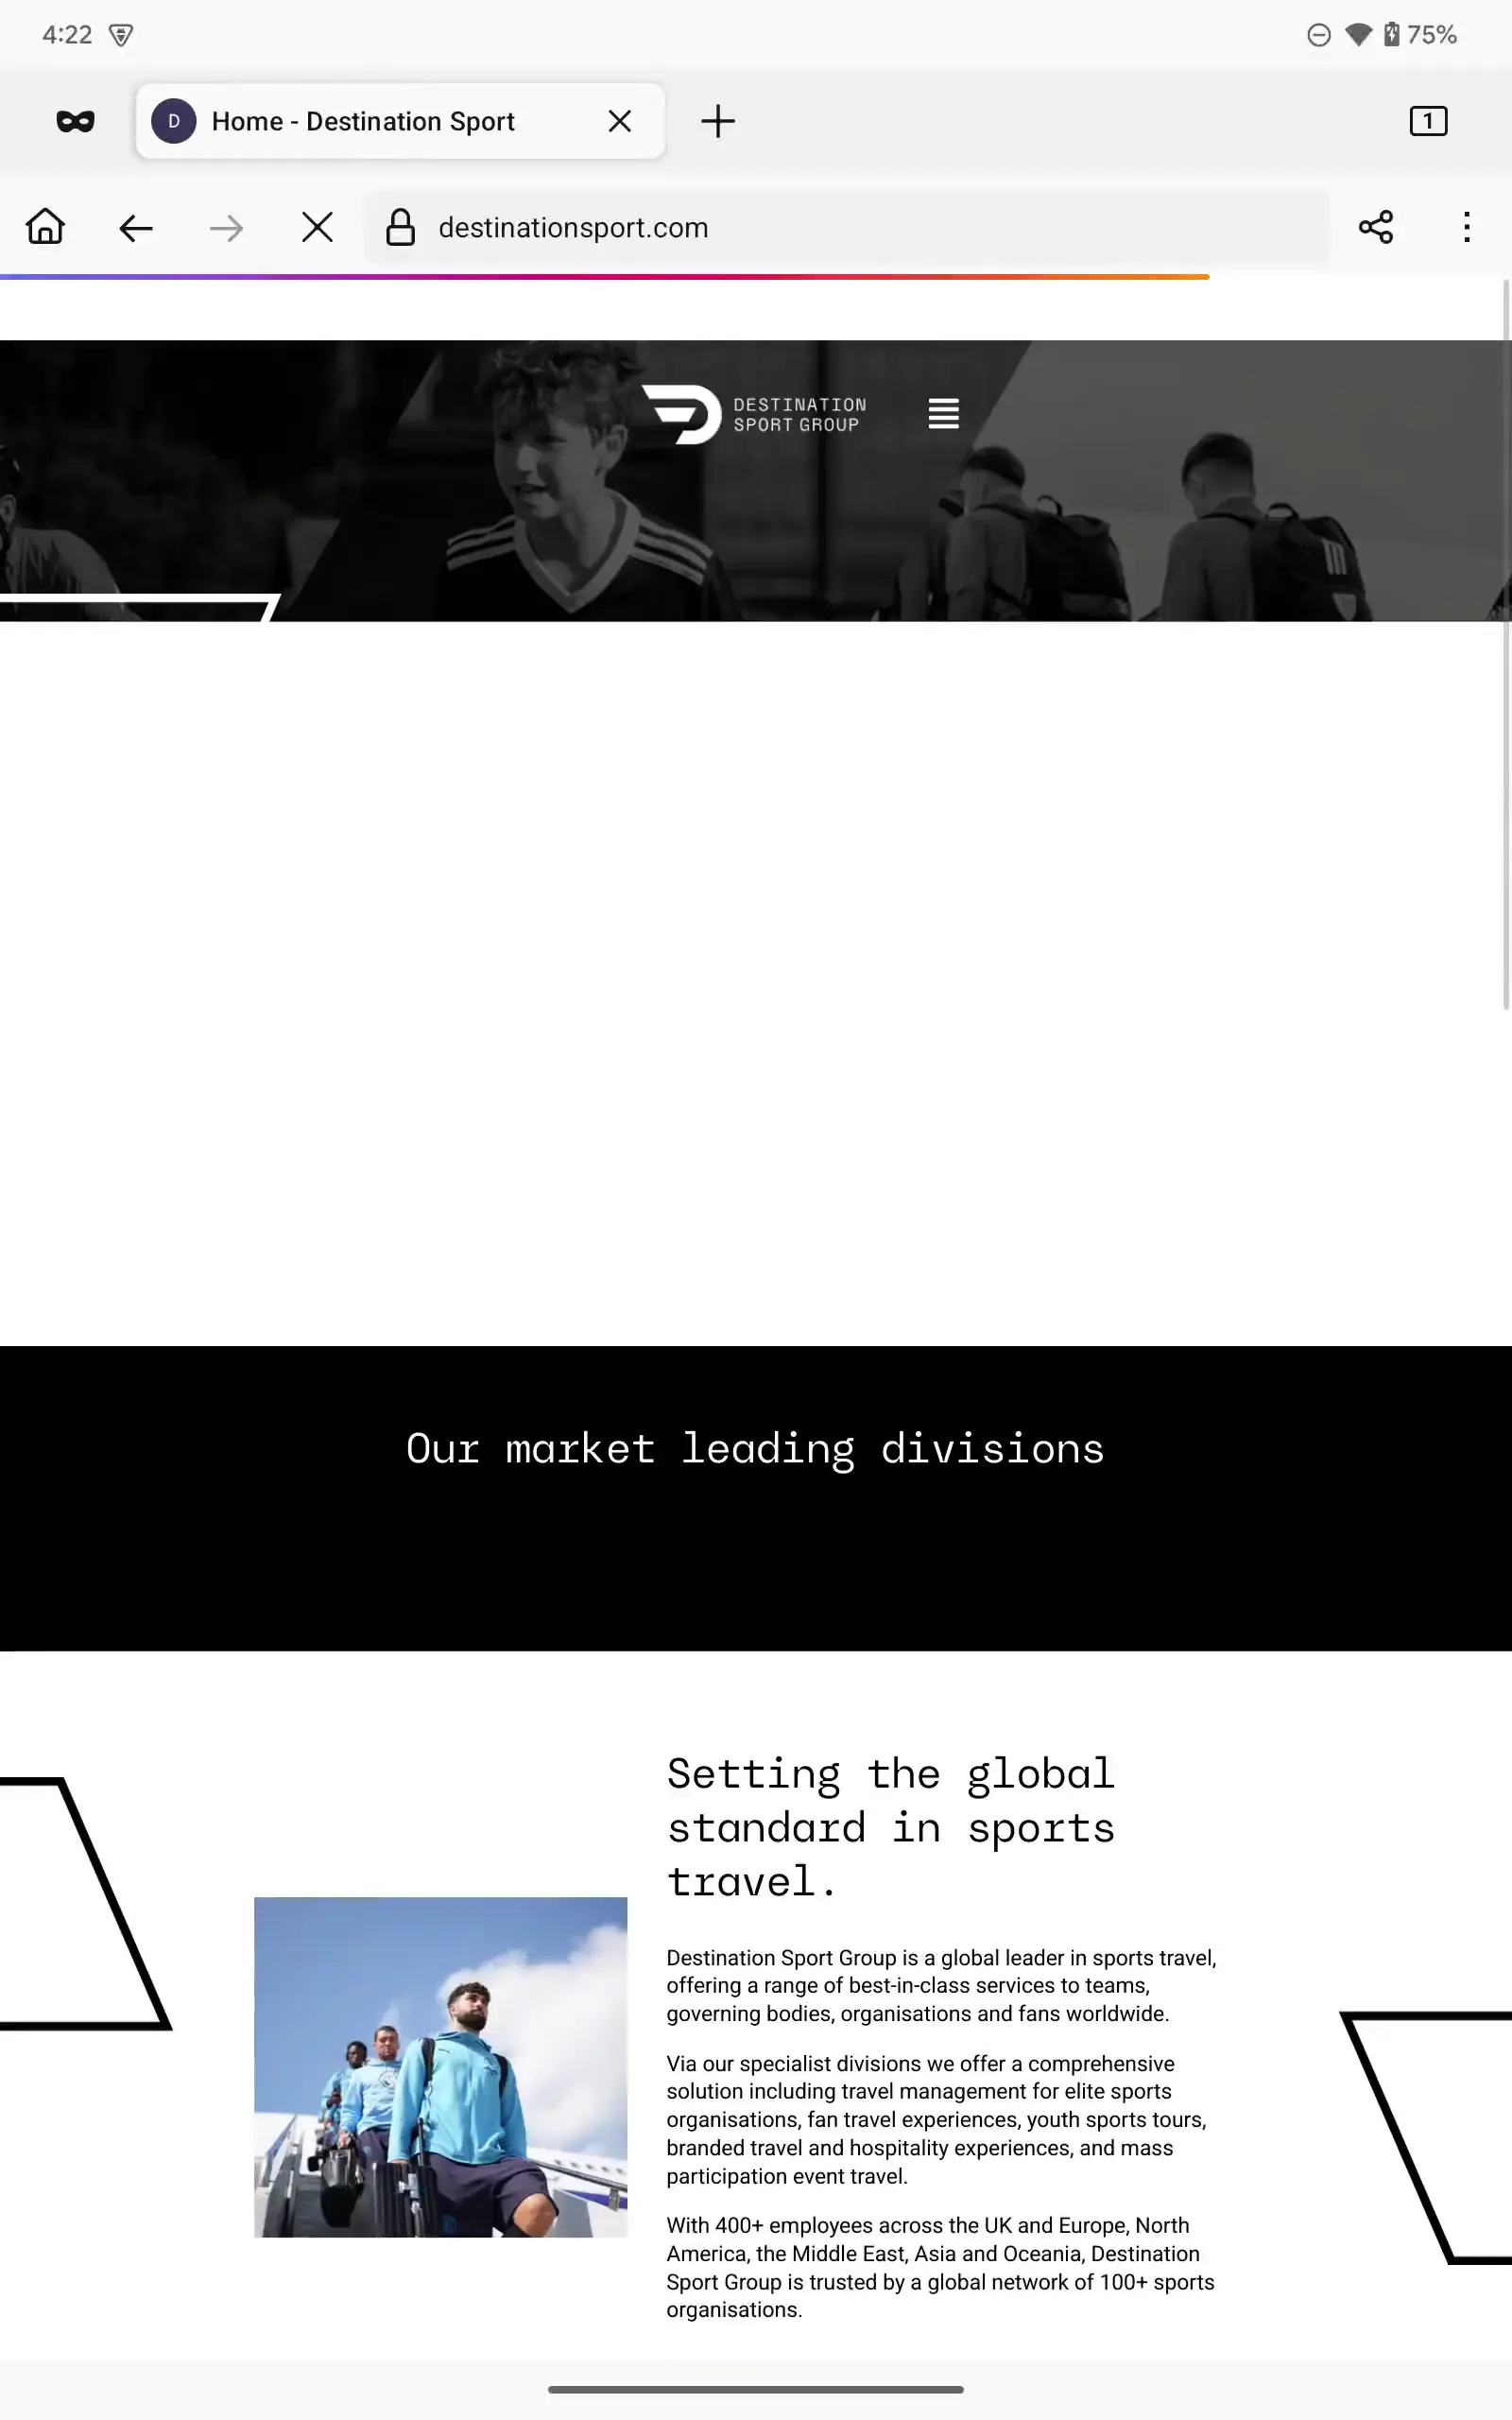 4:22
75%
D
Home - Destination Sport
1
destinationsport.com
DESTINATION
SPORT GROUP
Our market leading divisions
Setting the global
standard in sports
travel.
Destination Sport Group is a global leader in sports travel,
offering a range of best-in-class services to teams,
governing bodies, organisations and fans worldwide.
Via our specialist divisions we offer a comprehensive
solution including travel management for elite sports
organisations, fan travel experiences, youth sports tours,
branded travel and hospitality experiences, and mass
participation event travel.
With 400+ employees across the UK and Europe, North
America, the Middle East, Asia and Oceania, Destination
Sport Group is trusted by a global network of 100+ sports
organisations.